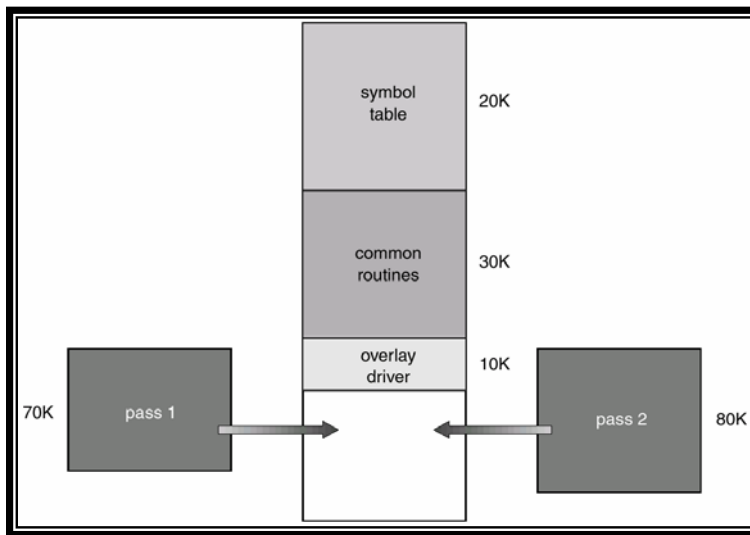 symbol
table
20K
common
routines
30K
overlay
driver
10K
70K
pass 1
pass 2
80K